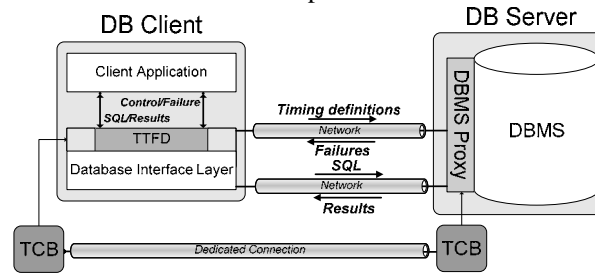 DB Client
DB Server
Client Application
Control/Failure
SQL/Results
TTFD
Database Interface Layer
Timing definitions
Network
Failures
SQL
Network
Results
DBMS Proxy
DBMS
TCB
Dedicated Connection
TCB